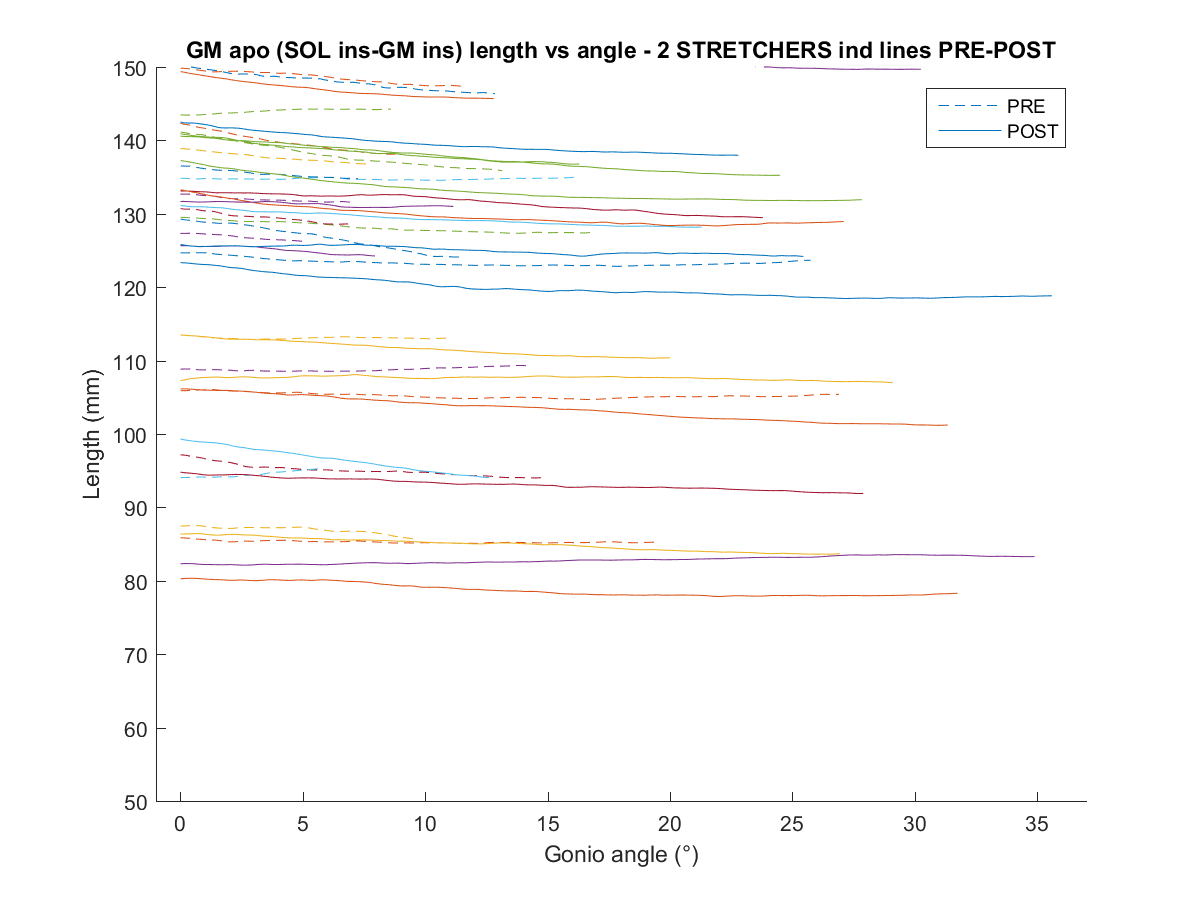 GM apo (SOL ins-GM ins) length vs angle - 2 STRETCHERS ind lines PRE-POST
PRE
POST
150
140
130
120
110
100
90
80
70
60
50
Length (mm)
0 5 10 15 20 25 30 35
Gonio angle (°)